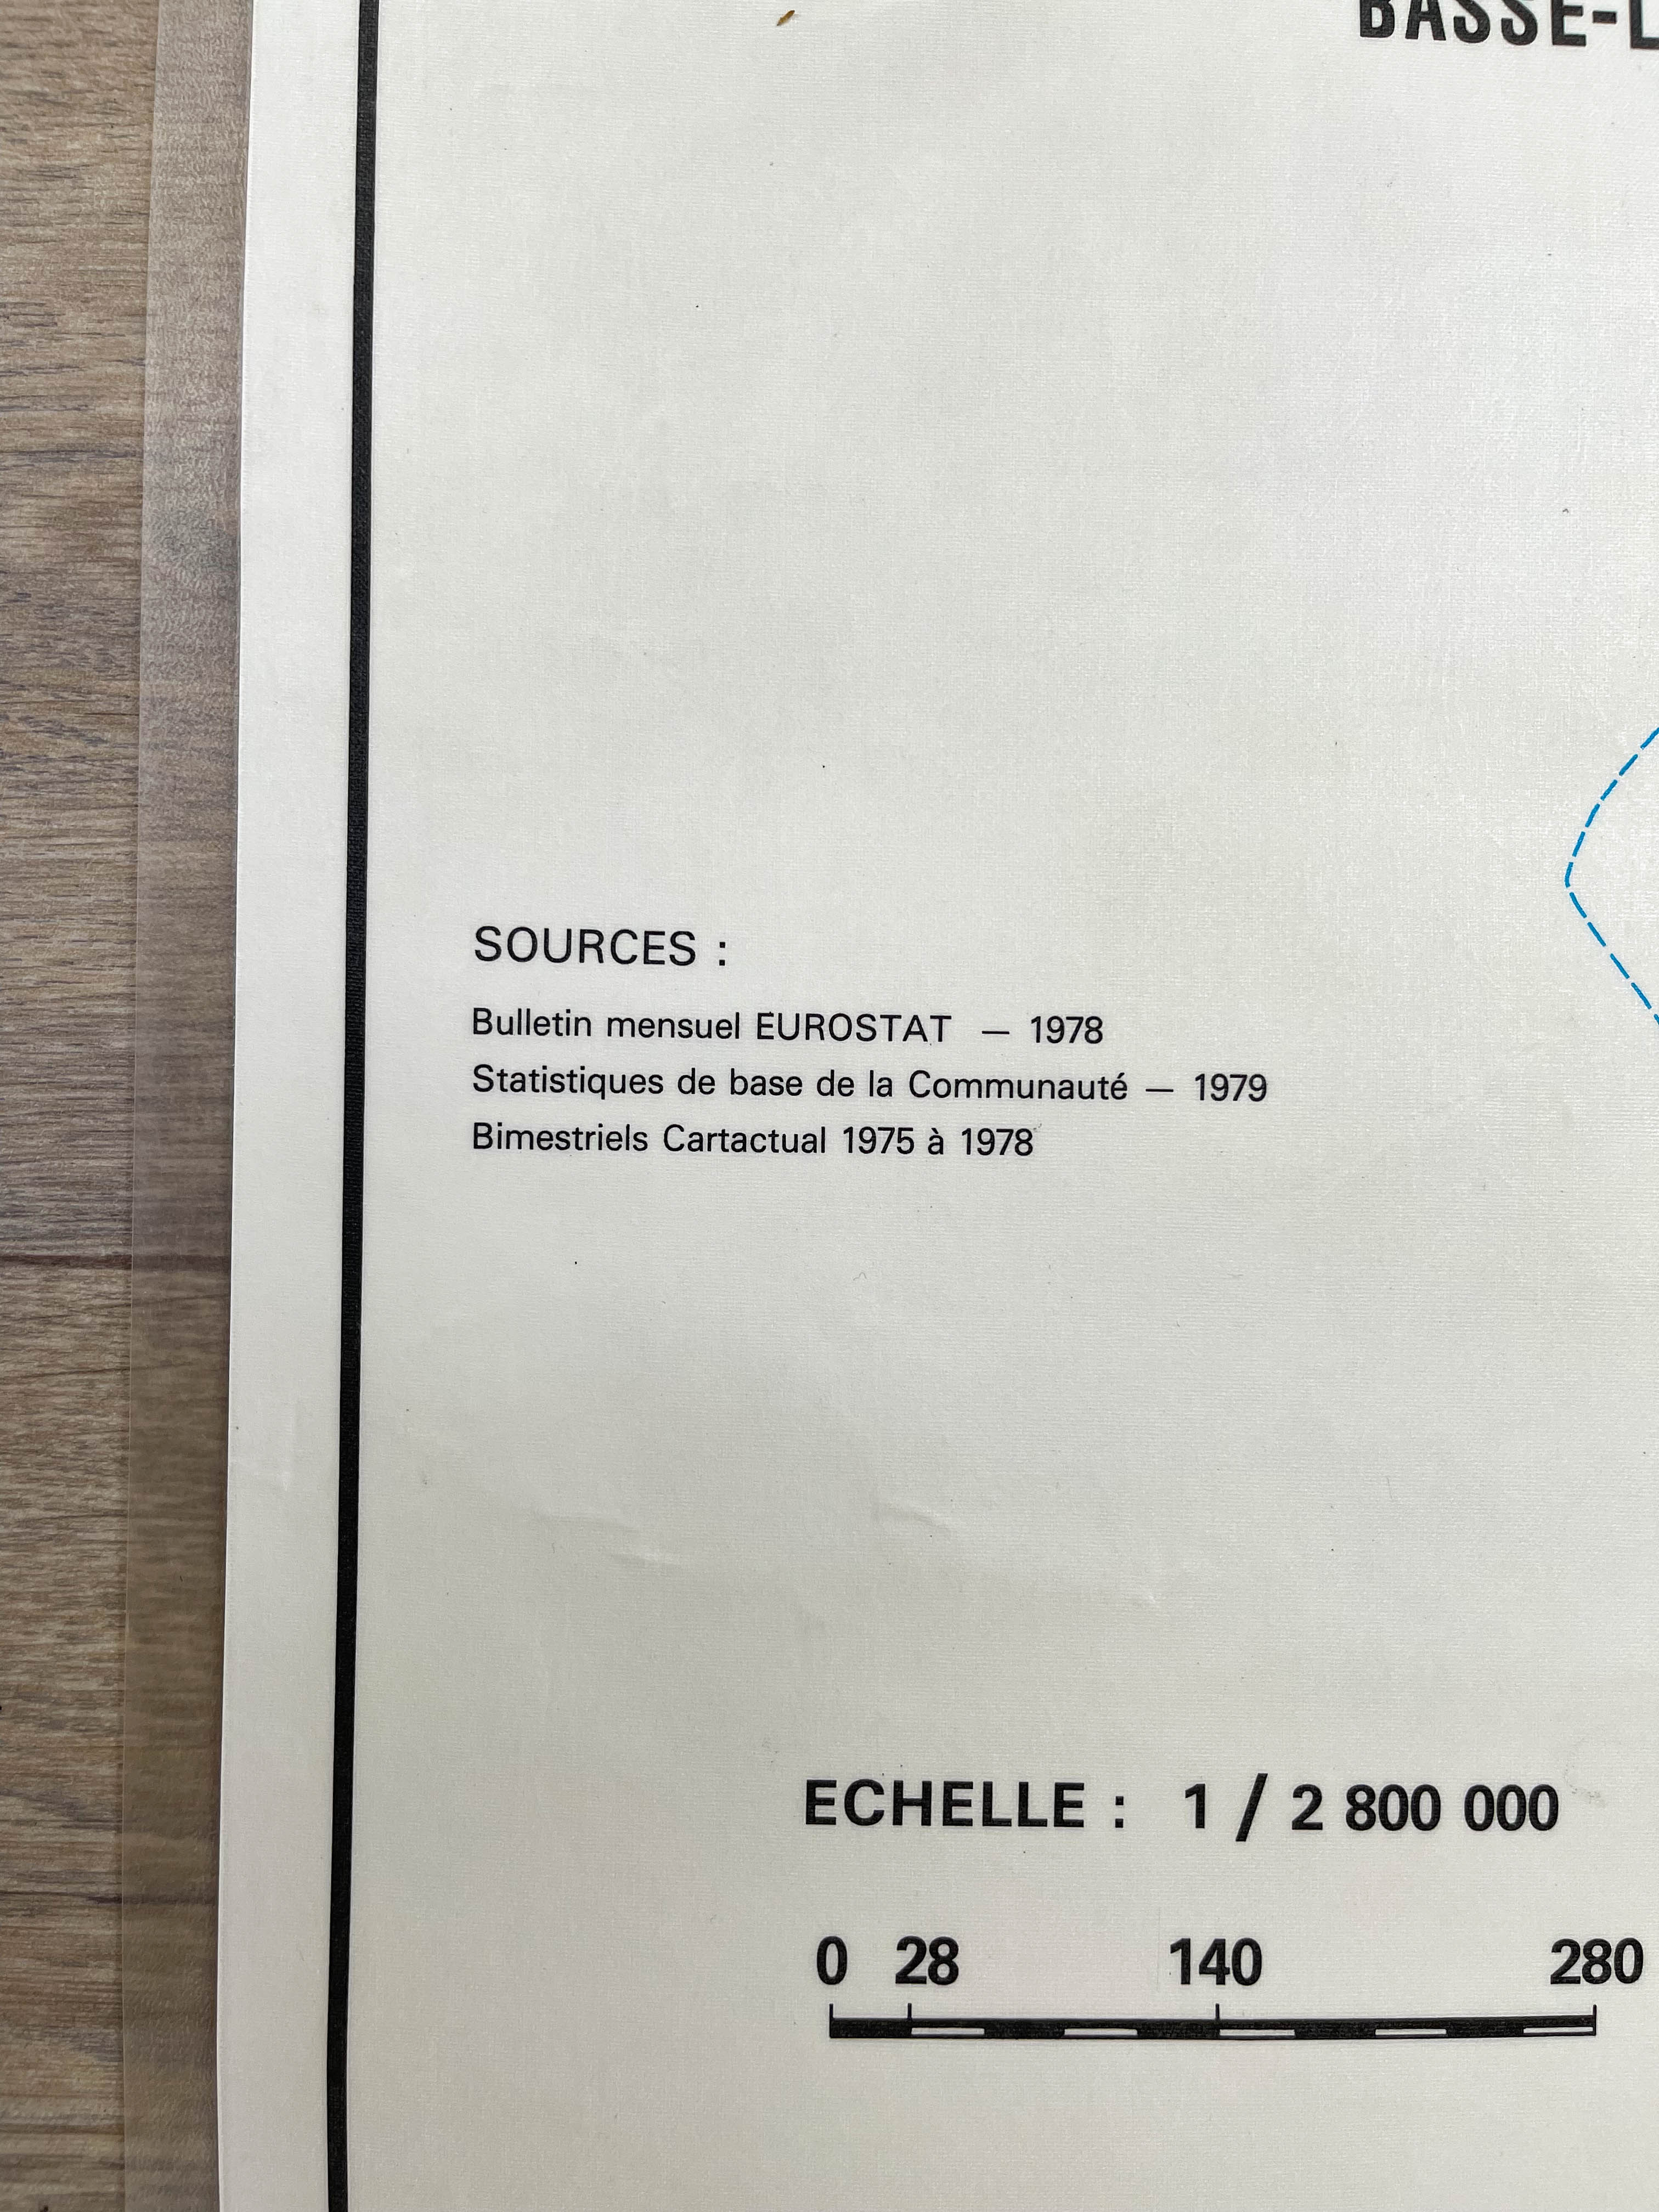 BASSE-L
SOURCES :
Bulletin mensuel EUROSTAT — 1978
Statistiques de base de la Communauté — 1979
Bimestriels Cartactual 1975 à 1978
ECHELLE : 1 / 2 800 000
0 28 140 280